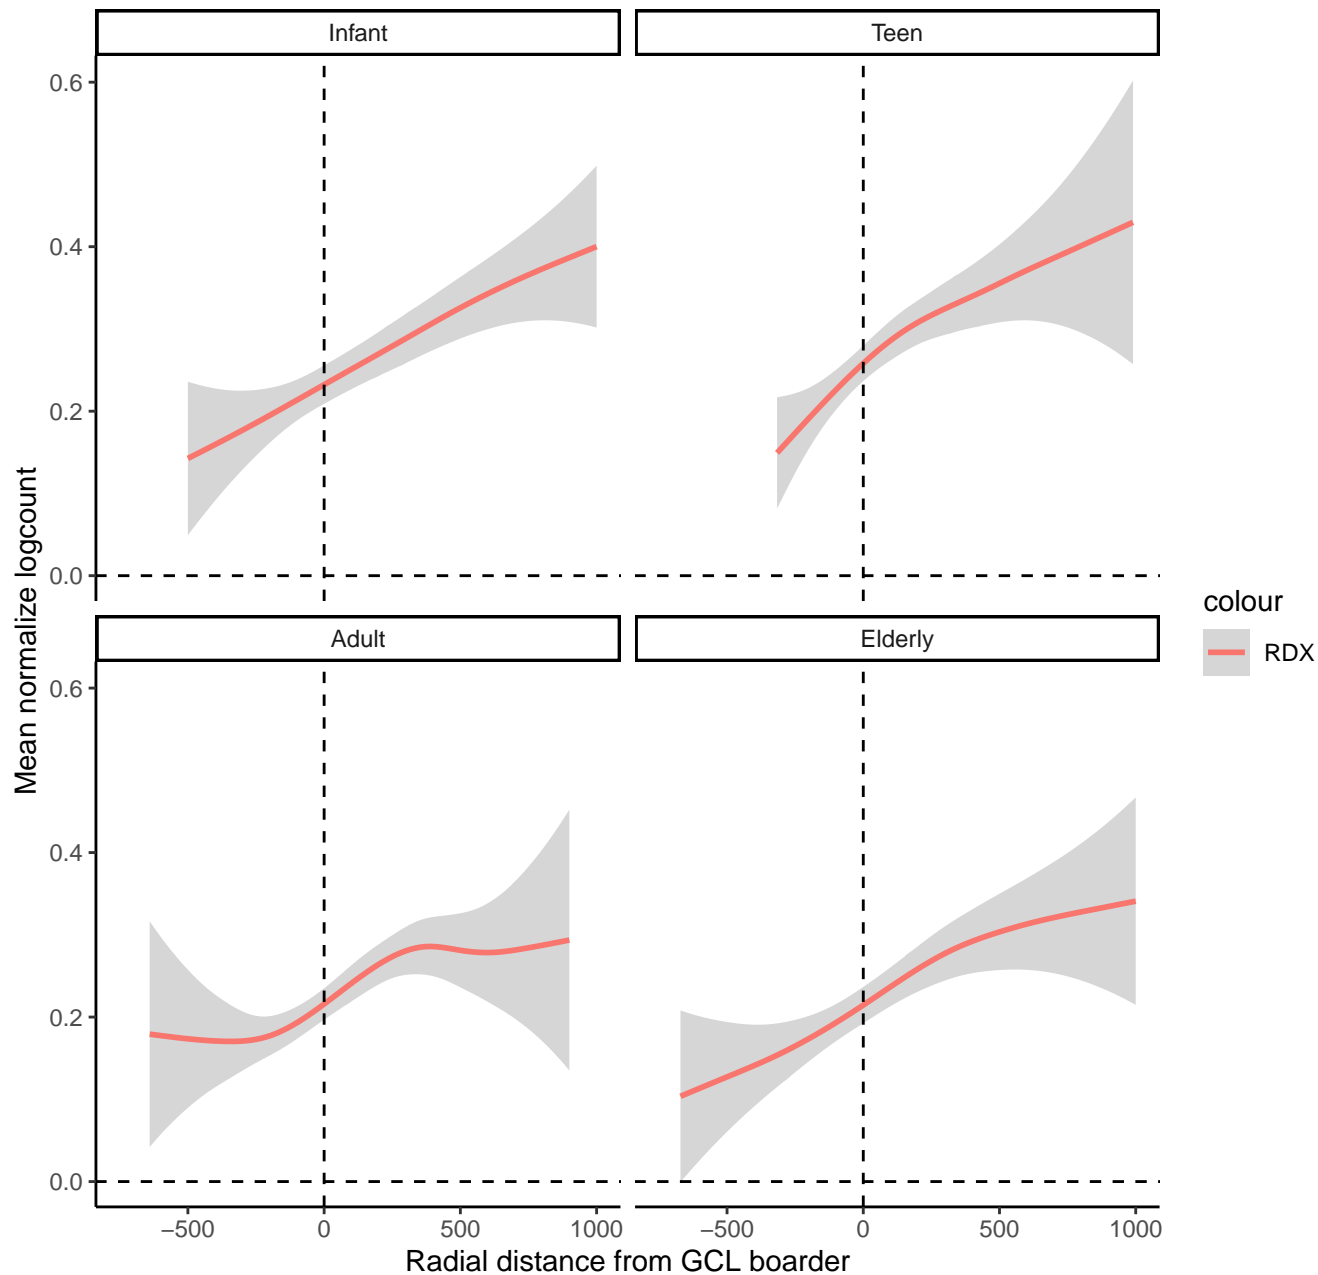 Infant
Teen
0.6
0.4
0.2
0.0
Adult
Elderly
0.6
0.4
0.2
0.0
−500
0
500
1000
−500
0
500
1000
Radial distance from GCL boarder
Mean normalize logcount
colour
RDX